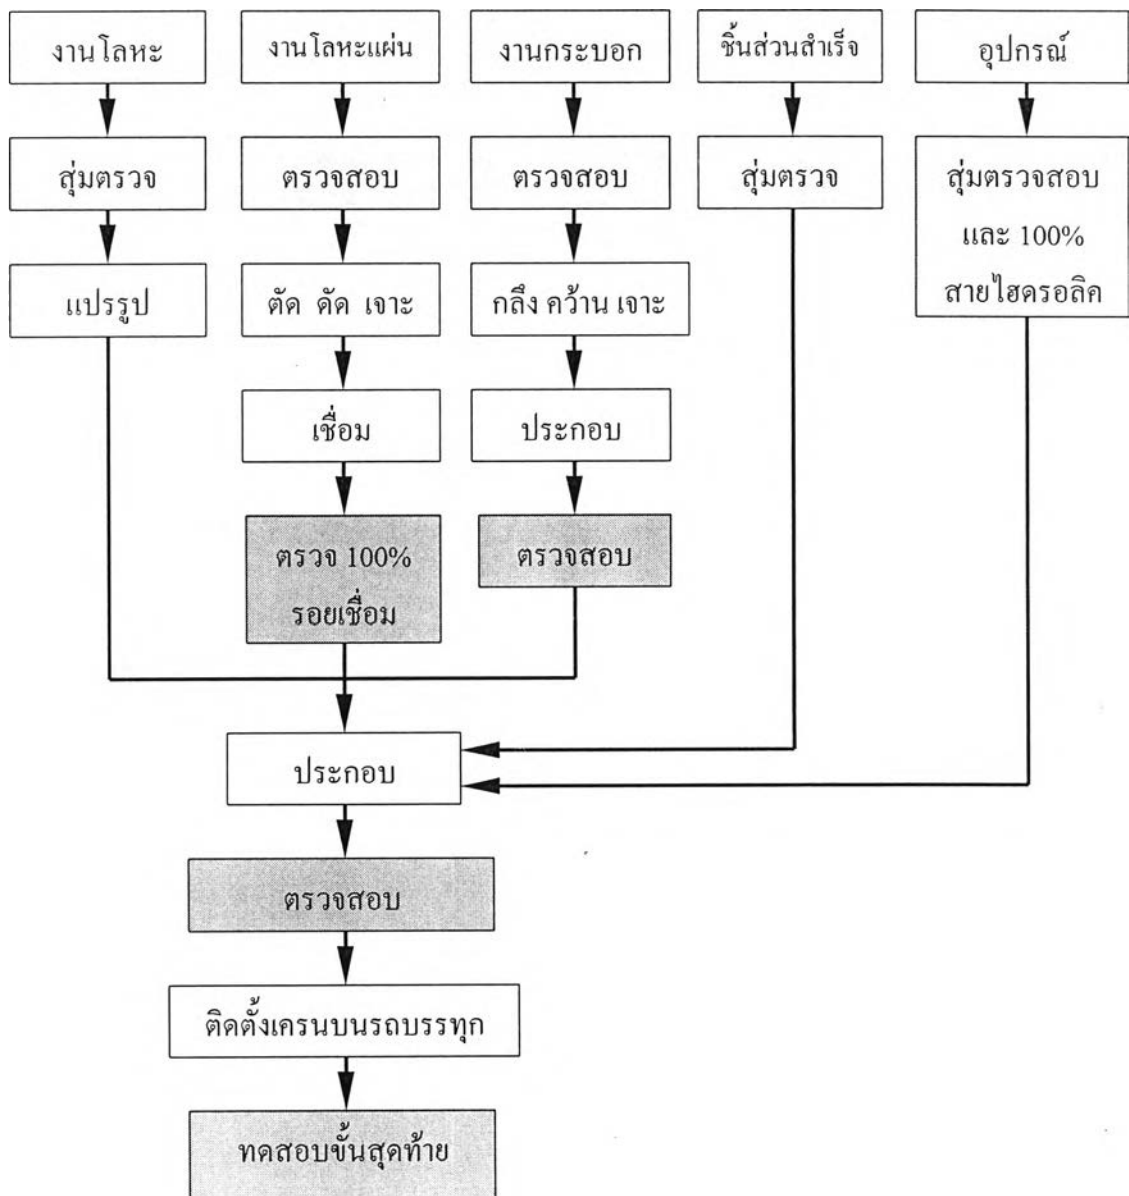 งานโลหะ
งานโลหะแผ่น
งานกระบอก
ชิ้นส่วนสำเร็จ
อุปกรณ์
สุ่มตรวจ
ตรวจสอบ
ตรวจสอบ
สุ่มตรวจ
สุ่มตรวจสอบ
และ 100%
สายไฮดรอลิค
แปรรูป
ตัด ดัด เจาะ
กลึง คว้าน เจาะ
เชื่อม
ประกอบ
ตรวจ 100%
รอยเชื่อม
ตรวจสอบ
ประกอบ
ตรวจสอบ
ติดตั้งเครนบนรถบรรทุก
ทดสอบขั้นสุดท้าย